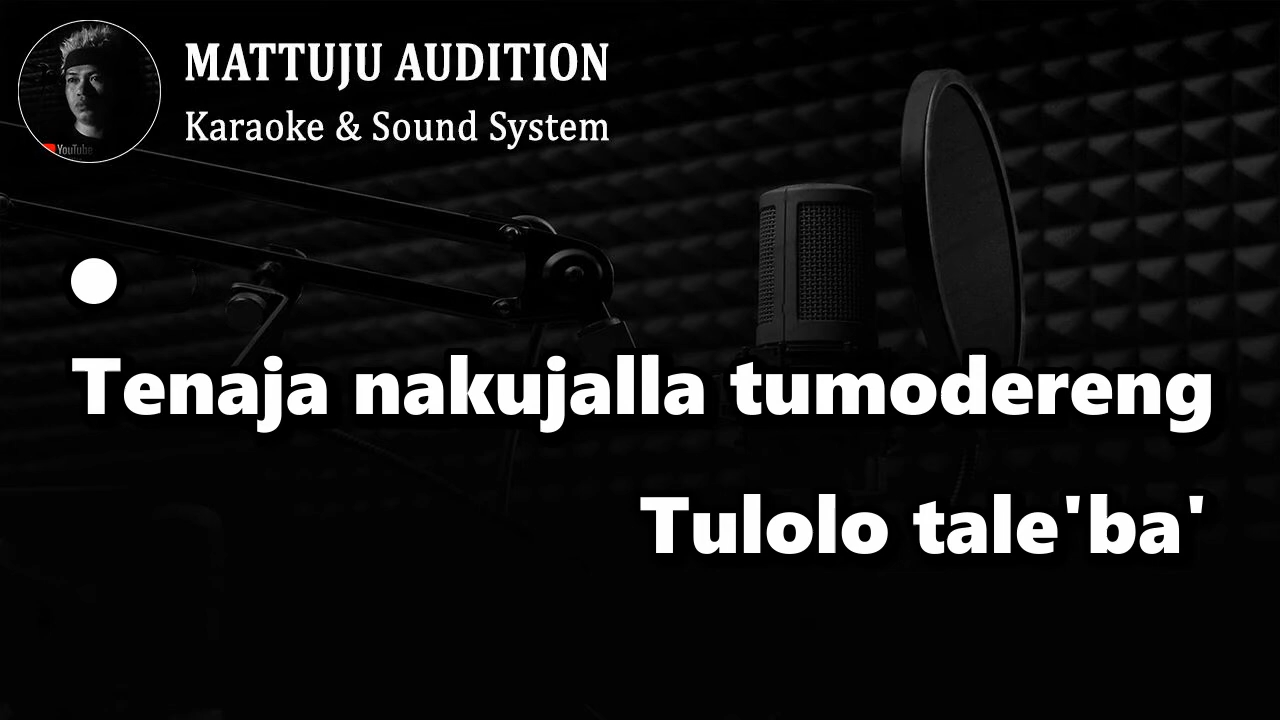 MATTUJU AUDITION
Karaoke & Sound System
YouTube
Tenaja nakujalla tumodereng
Tulolo tale'ba'